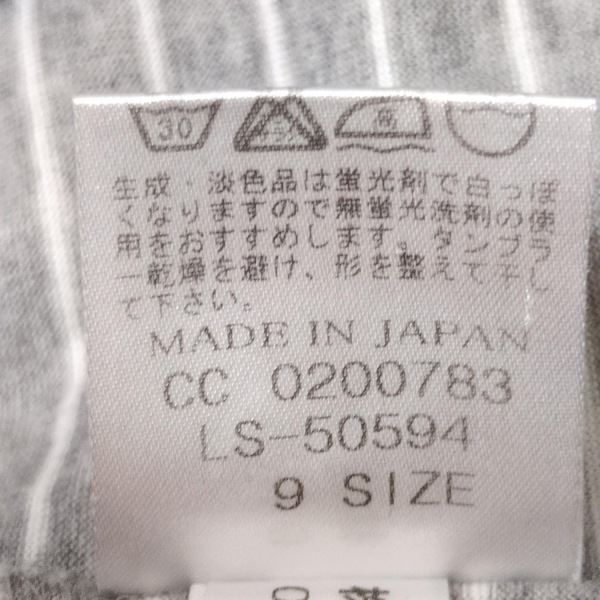 30
生成・淡色品は蛍光剤で白っぽ
くなりますので無蛍光洗剤の使
用をおすすめします。タンブラ
ー乾燥を避け、形を整えて干し
て下さい。
MADE IN JAPAN
CC 0200783
LS-50594
9 SIZE